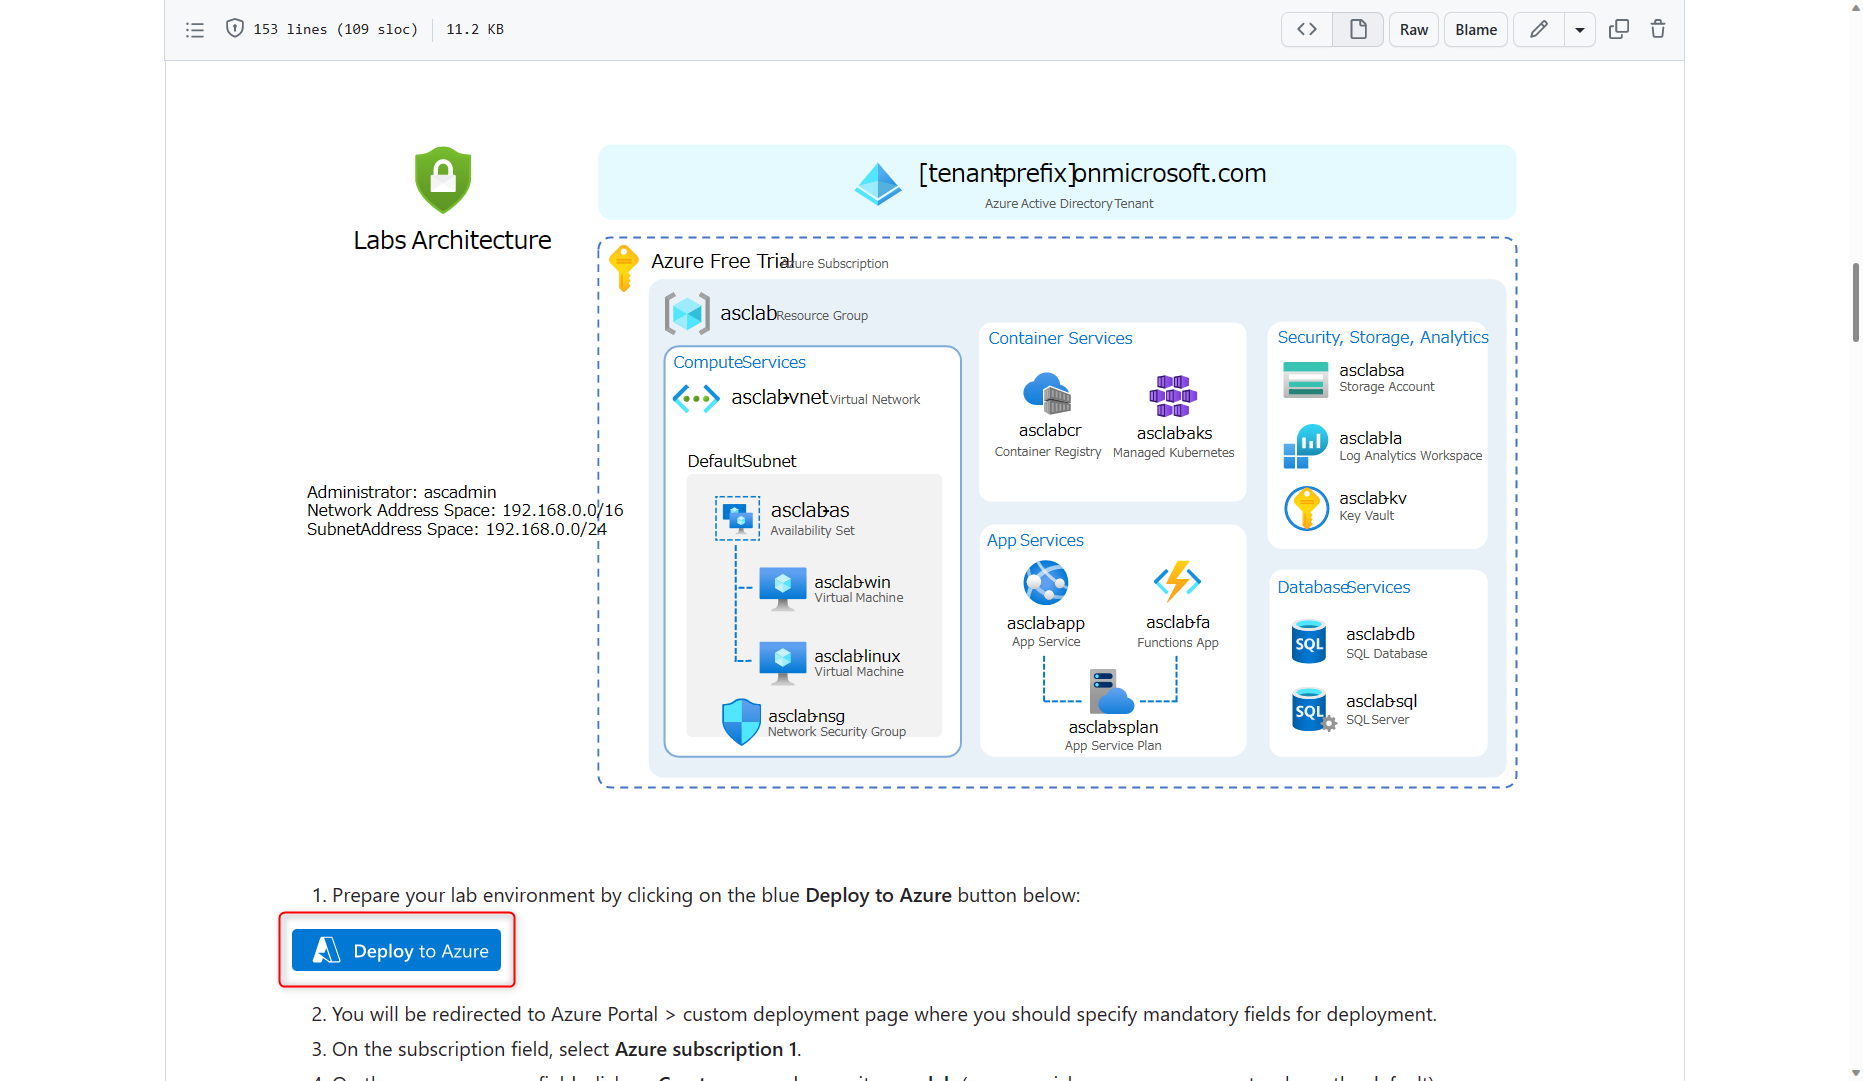 153 lines (109 sloc) 11.2 KB
Raw
Blame
Labs Architecture
[tenant-prefix]onmicrosoft.com
Azure Active Directory Tenant
Azure Free Trial Azure Subscription
asclab Resource Group
ComputeServices
asclab-vnet Virtual Network
DefaultSubnet
Administrator: ascadmin
Network Address Space: 192.168.0.0/16
SubnetAddress Space: 192.168.0.0/24
asclab-as
Availability Set
asclab-win
Virtual Machine
asclab-linux
Virtual Machine
asclab-nsg
Network Security Group
Container Services
asclabcr
Container Registry
asclab-aks
Managed Kubernetes
App Services
asclab-app
App Service
asclab-fa
Functions App
asclab-splan
App Service Plan
Security, Storage, Analytics
asclabsa
Storage Account
asclab-la
Log Analytics Workspace
asclab-kv
Key Vault
DatabaseServices
SQL
asclab-db
SQL Database
SQL
asclab-sql
SQL Server
1. Prepare your lab environment by clicking on the blue Deploy to Azure button below:
Deploy to Azure
2. You will be redirected to Azure Portal > custom deployment page where you should specify mandatory fields for deployment.
3. On the subscription field, select Azure subscription 1.